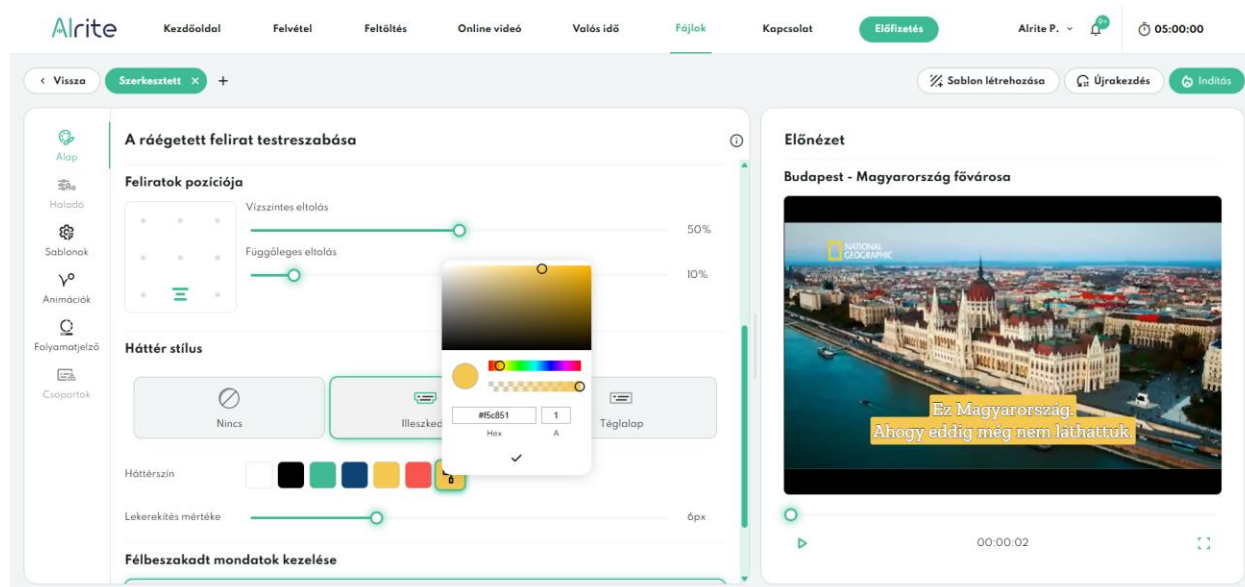 Alrite
Kezdőoldal
Felvétel
Feltöltés
Online videó
Valós idő
Fájlok
Kapcsolat
Előfizetés
Alrite P.
9+
05:00:00
Vissza
Szerkesztett
Sablon létrehozása
Újrakezdés
Indítás
Alap
Haladó
Sablonok
Animációk
Folyamatjelző
Csoportok
A ráégetett felirat testreszabása
Feliratok pozíciója
Vízszintes eltolás
50%
Függőleges eltolás
10%
Háttér stílus
Nincs
Illeszked
Téglalap
#f5c851
1
Hex
A
Háttérszín
Lekerekítés mértéke
6px
Félbeszakadt mondatok kezelése
Előnézet
Budapest - Magyarország fővárosa
NATIONAL
GEOGRAPHIC
Ez Magyarország.
Ahogy eddig még nem láthattuk.
00:00:02